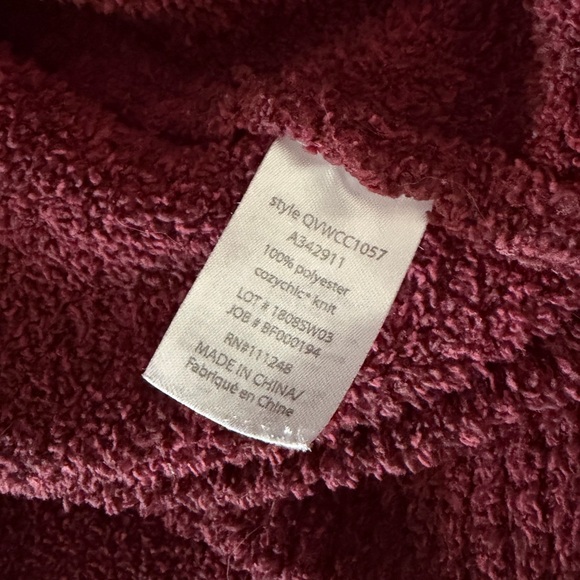 style QVWCC1057
A342911
100% polyester
cozychic® knit
LOT # 1808SW03
JOB # BF000194
RN#111248
MADE IN CHINA/
Fabriqué en Chine